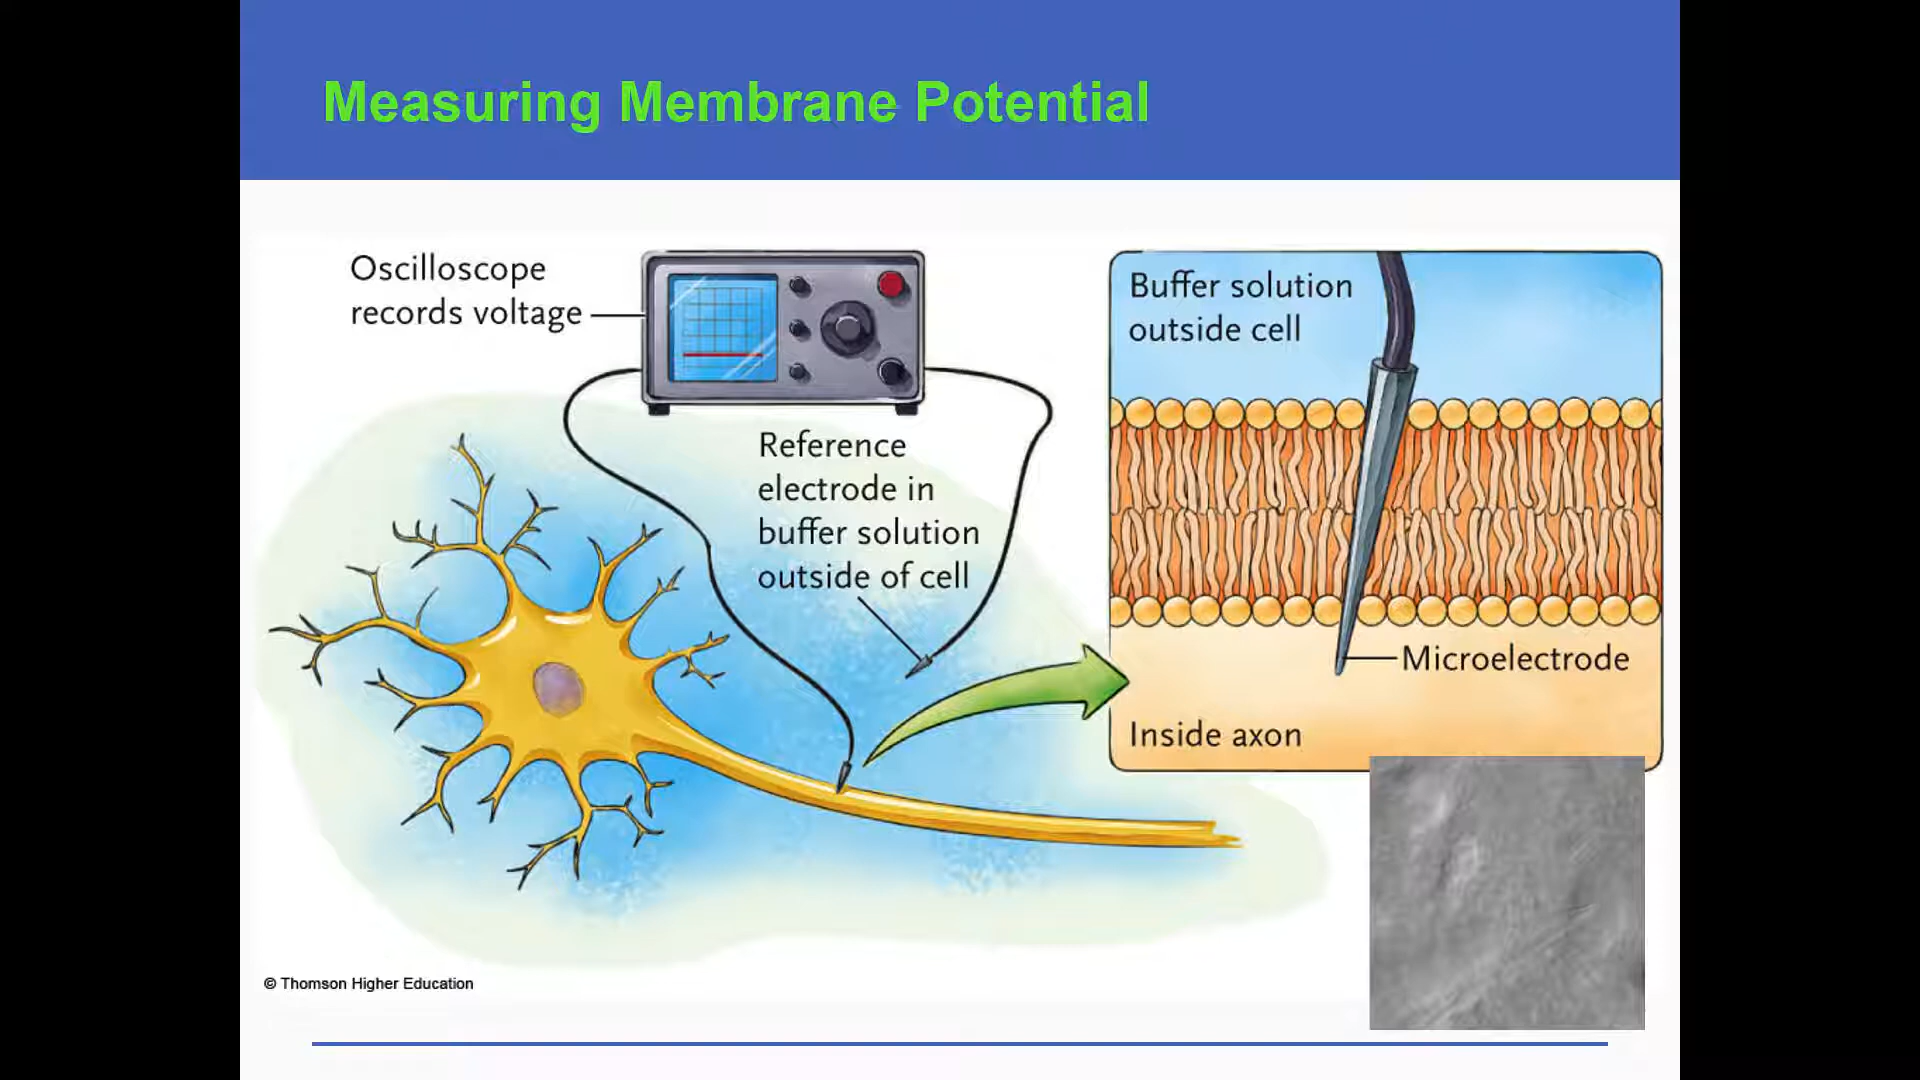 Measuring Membrane Potential
Oscilloscope
records voltage
Reference
electrode in
buffer solution
outside of cell
Buffer solution
outside cell
Microelectrode
Inside axon
© Thomson Higher Education